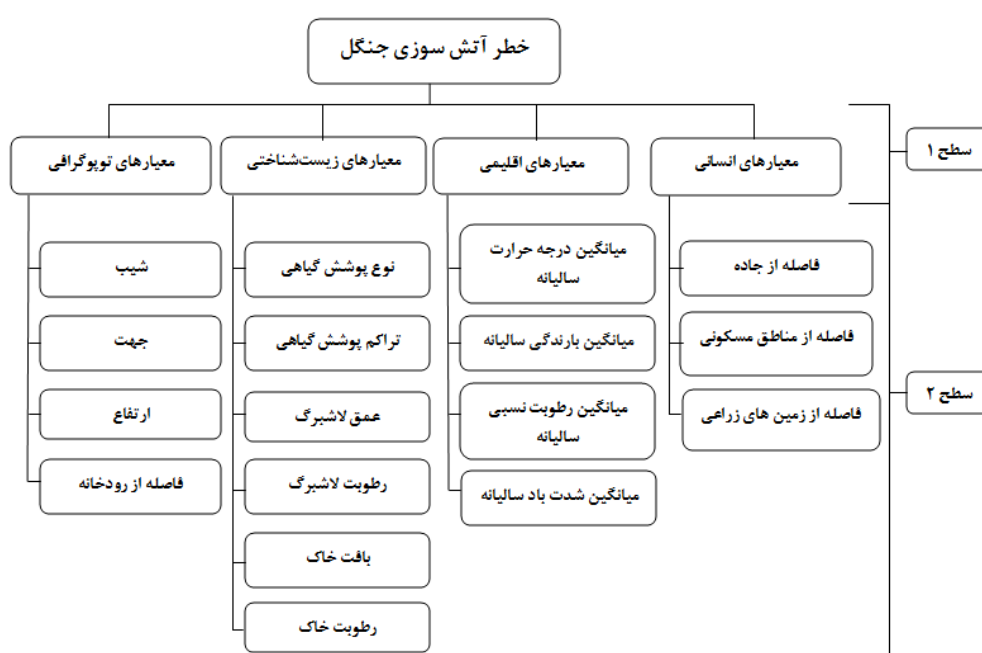 خطر آتش سوزی جنگل
سطح ۱
معیارهای انسانی
معیارهای اقلیمی
معیارهای زیست‌شناختی
معیارهای توپوگرافی
سطح ۲
فاصله از جاده
فاصله از مناطق مسکونی
فاصله از زمین های زراعی
میانگین درجه حرارت
سالیانه
میانگین بارندگی سالیانه
میانگین رطوبت نسبی
سالیانه
میانگین شدت باد سالیانه
نوع پوشش گیاهی
تراکم پوشش گیاهی
عمق لاشبرگ
رطوبت لاشبرگ
بافت خاک
رطوبت خاک
شیب
جهت
ارتفاع
فاصله از رودخانه